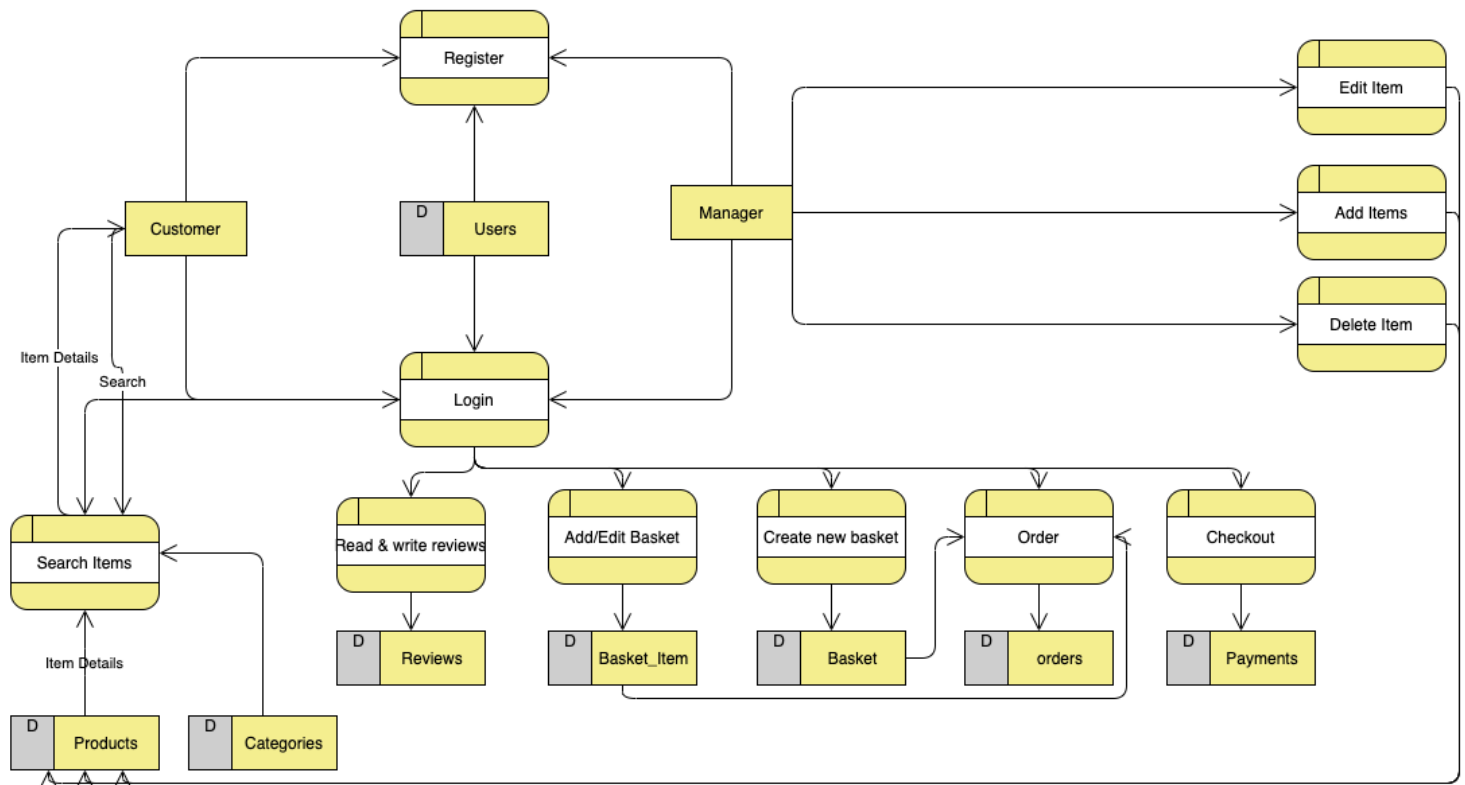 Register
Edit Item
D
Users
Customer
Manager
Add Items
Delete Item
Item Details
Search
Login
Read & write reviews
Add/Edit Basket
Create new basket
Order
Checkout
Search Items
D
Reviews
D
Basket_Item
D
Basket
D
orders
D
Payments
Item Details
D
Products
D
Categories